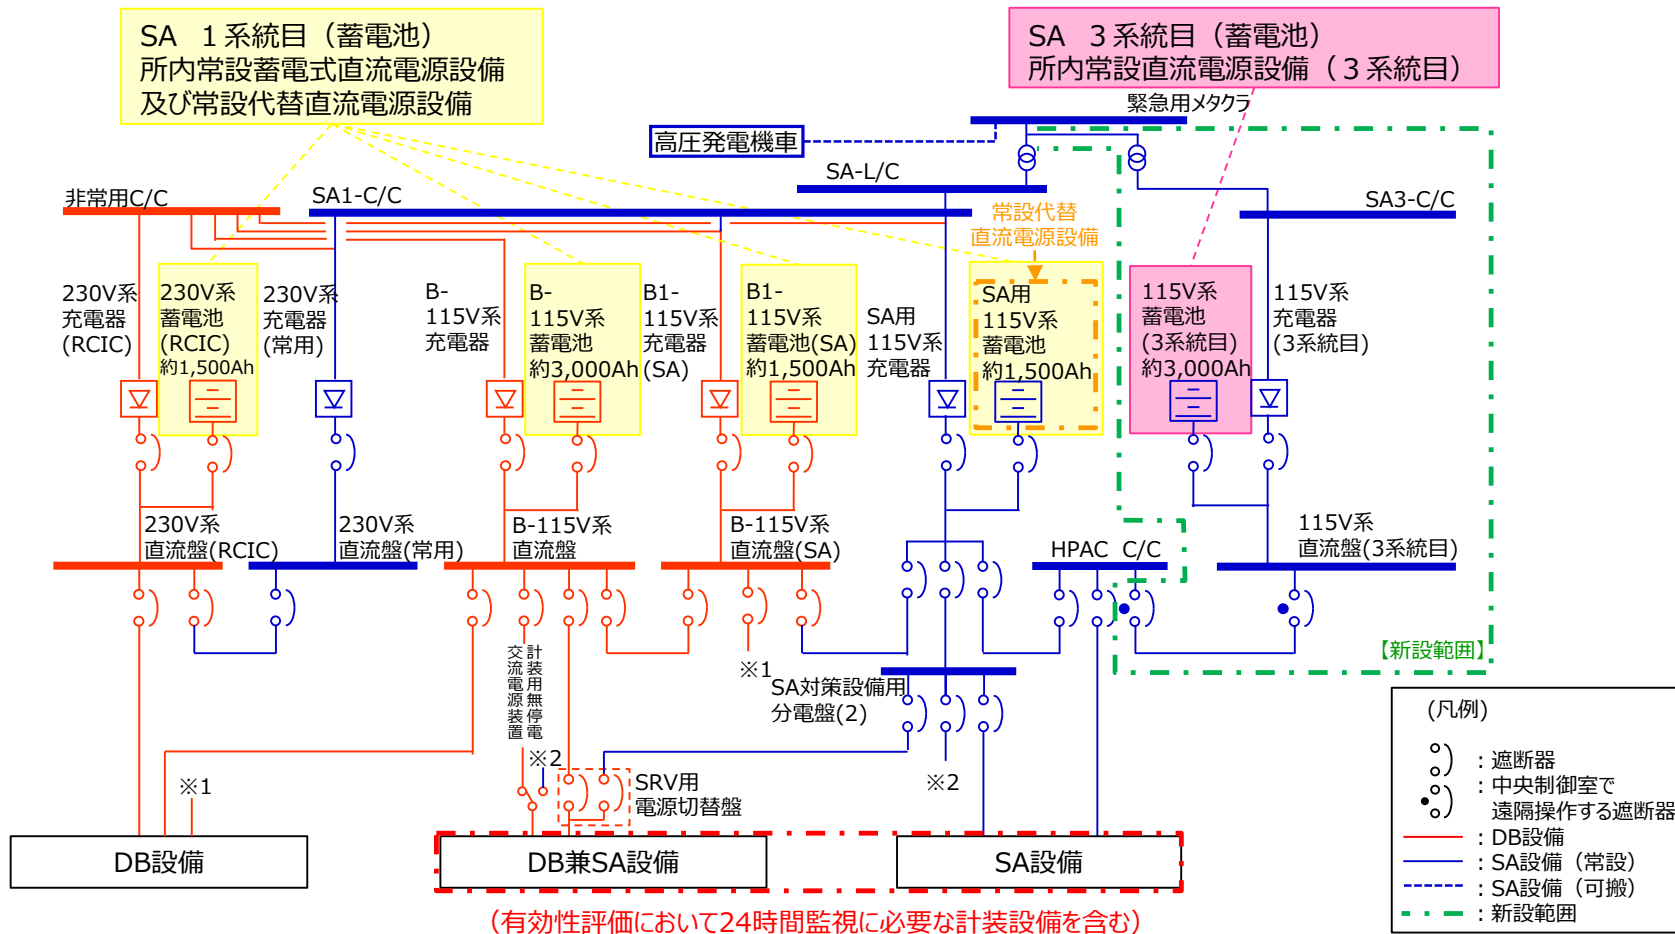 SA 1系統目（蓄電池）
所内常設蓄電式直流電源設備
及び常設代替直流電源設備
SA 3系統目（蓄電池）
所内常設直流電源設備（３系統目）
緊急用メタクラ
高圧発電機車
SA-L/C
非常用C/C
SA1-C/C
SA3-C/C
常設代替
直流電源設備
230V系
充電器
(RCIC)
230V系
蓄電池
(RCIC)
約1,500Ah
230V系
充電器
(常用)
B-
115V系
充電器
B-
115V系
蓄電池
約3,000Ah
B1-
115V系
充電器
(SA)
B1-
115V系
蓄電池(SA)
約1,500Ah
SA用
115V系
充電器
SA用
115V系
蓄電池
約1,500Ah
115V系
蓄電池
(3系統目)
約3,000Ah
115V系
充電器
(3系統目)
230V系
直流盤(RCIC)
230V系
直流盤(常用)
B-115V系
直流盤
B-115V系
直流盤(SA)
HPAC C/C
115V系
直流盤(3系統目)
計装用無停電
交流電源装置
※1
SA対策設備用
分電盤(2)
【新設範囲】
※2
※2
※1
SRV用
電源切替盤
DB設備
DB兼SA設備
SA設備
（有効性評価において24時間監視に必要な計装設備を含む）
(凡例)
：遮断器
：中央制御室で
遠隔操作する遮断器
：DB設備
：SA設備（常設）
：SA設備（可搬）
：新設範囲